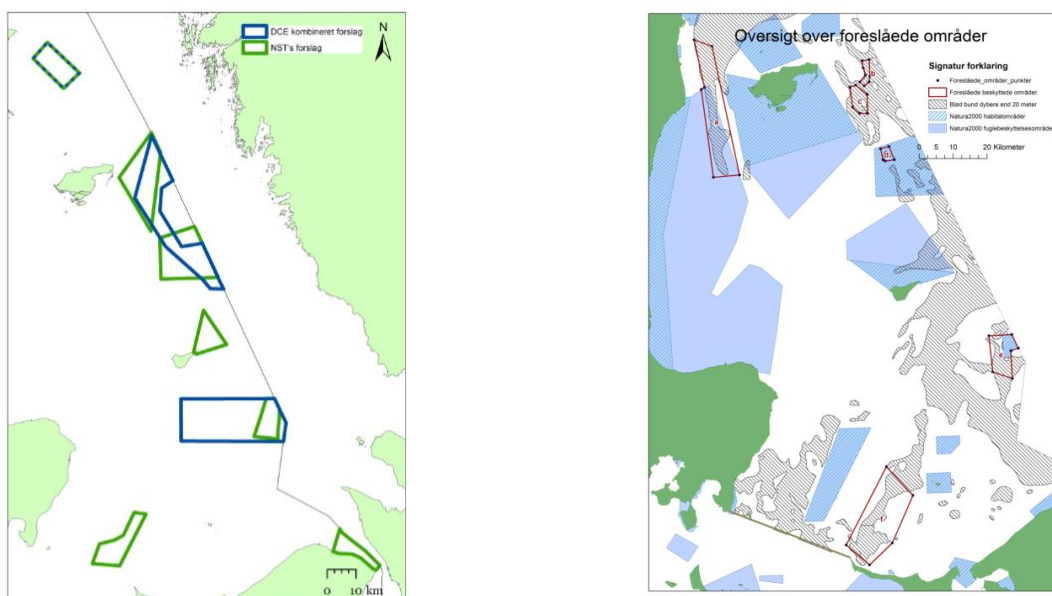 DCE kombineret forslag
NST's forslag
N
0 10 km
Oversigt over foreslåede områder
Signatur forklaring
Foreslåede_områder_punkter
Foreslåede beskyttede områder
Blød bund dybere end 20 meter
Natura2000 habitatområder
Natura2000 fuglebeskyttelsesområde
0 5 10 20 Kilometer
a
b
c
d
e
f